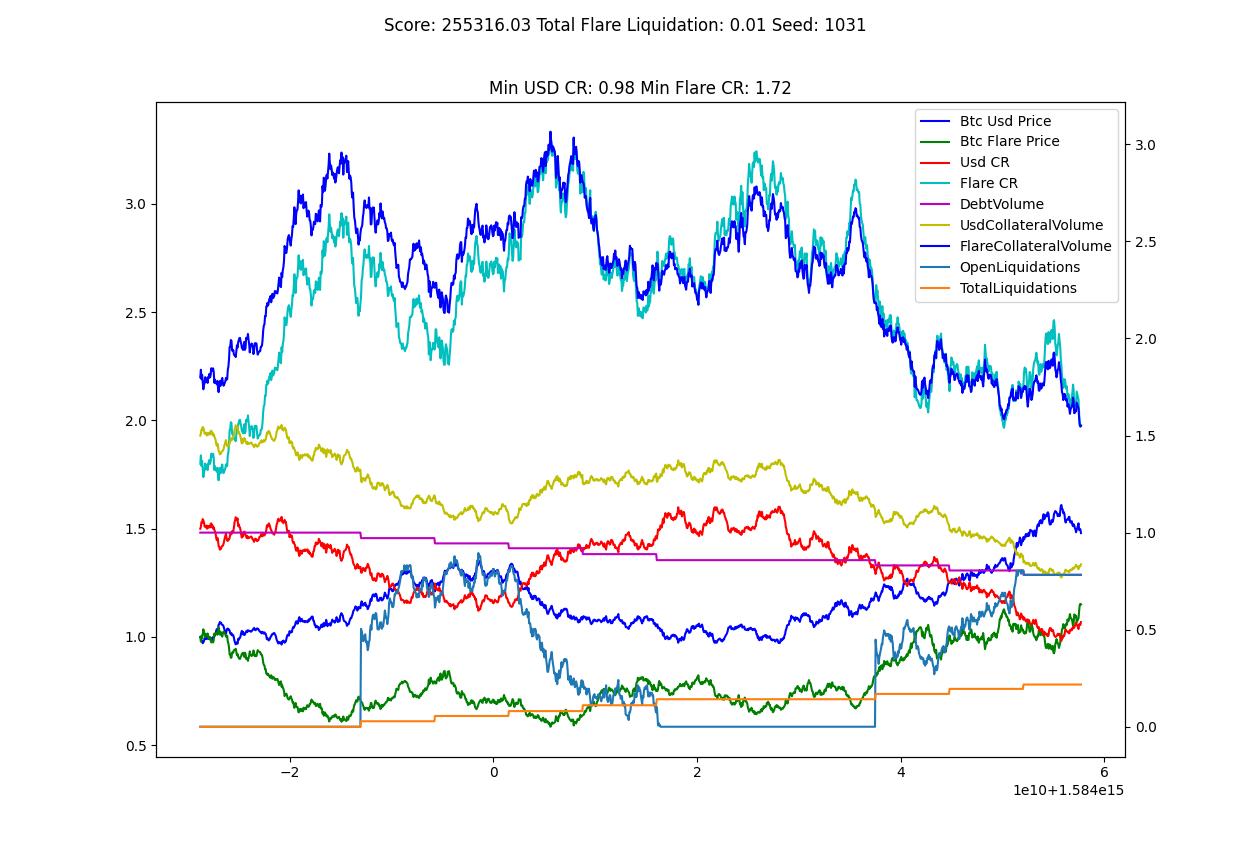 Score: 255316.03 Total Flare Liquidation: 0.01 Seed: 1031
Min USD CR: 0.98 Min Flare CR: 1.72
Btc Usd Price
Btc Flare Price
Usd CR
Flare CR
DebtVolume
UsdCollateralVolume
FlareCollateralVolume
OpenLiquidations
TotalLiquidations
3.0
2.5
2.0
1.5
1.0
0.5
3.0
2.5
2.0
1.5
1.0
0.5
0.0
−2
0
2
4
6
1e10+1.584e15